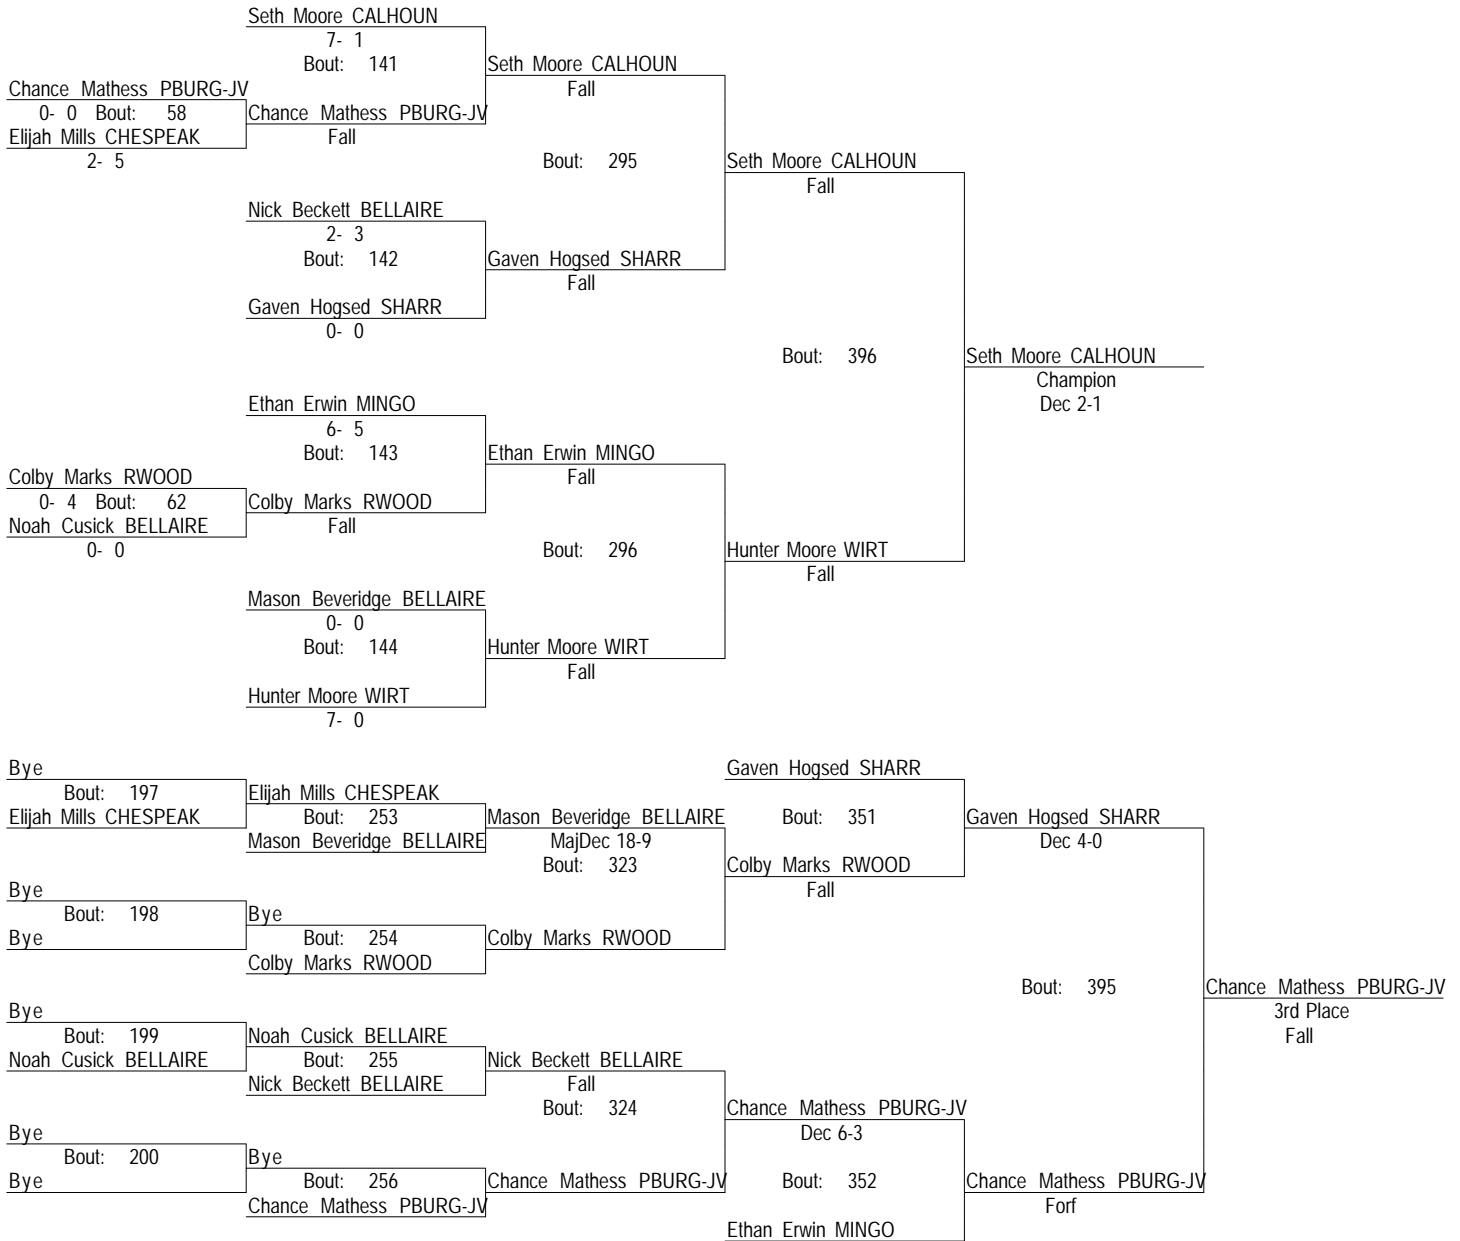 Seth Moore CALHOUN
7- 1
Bout: 141
Seth Moore CALHOUN
Fall
Chance Mathess PBURG-JV
0- 0 Bout: 58
Chance Mathess PBURG-JV
Fall
Elijah Mills CHESPEAK
2- 5
Bout: 295
Seth Moore CALHOUN
Fall
Nick Beckett BELLAIRE
2- 3
Bout: 142
Gaven Hogsed SHARR
Fall
Gaven Hogsed SHARR
0- 0
Bout: 396
Seth Moore CALHOUN
Champion
Dec 2-1
Ethan Erwin MINGO
6- 5
Bout: 143
Ethan Erwin MINGO
Fall
Colby Marks RWOOD
0- 4 Bout: 62
Colby Marks RWOOD
Fall
Noah Cusick BELLAIRE
0- 0
Bout: 296
Hunter Moore WIRT
Fall
Mason Beveridge BELLAIRE
0- 0
Bout: 144
Hunter Moore WIRT
Fall
Hunter Moore WIRT
7- 0
Bye
Bout: 197
Elijah Mills CHESPEAK
Elijah Mills CHESPEAK
Bout: 253
Mason Beveridge BELLAIRE
Mason Beveridge BELLAIRE
MajDec 18-9
Bout: 323
Gaven Hogsed SHARR
Bout: 351
Colby Marks RWOOD
Fall
Gaven Hogsed SHARR
Dec 4-0
Bye
Bout: 198
Bye
Bye
Bout: 254
Colby Marks RWOOD
Colby Marks RWOOD
Bout: 395
Chance Mathess PBURG-JV
3rd Place
Fall
Bye
Bout: 199
Noah Cusick BELLAIRE
Noah Cusick BELLAIRE
Bout: 255
Nick Beckett BELLAIRE
Nick Beckett BELLAIRE
Fall
Bout: 324
Chance Mathess PBURG-JV
Dec 6-3
Bye
Bout: 200
Bye
Bye
Bout: 256
Chance Mathess PBURG-JV
Chance Mathess PBURG-JV
Bout: 352
Chance Mathess PBURG-JV
Forf
Ethan Erwin MINGO